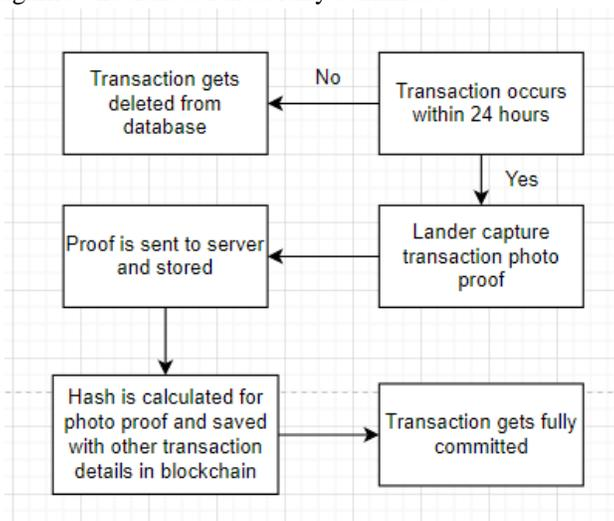 Transaction gets
deleted from
database
No
Transaction occurs
within 24 hours
Yes
Proof is sent to server
and stored
Lander capture
transaction photo
proof
Hash is calculated for
photo proof and saved
with other transaction
details in blockchain
Transaction gets fully
committed